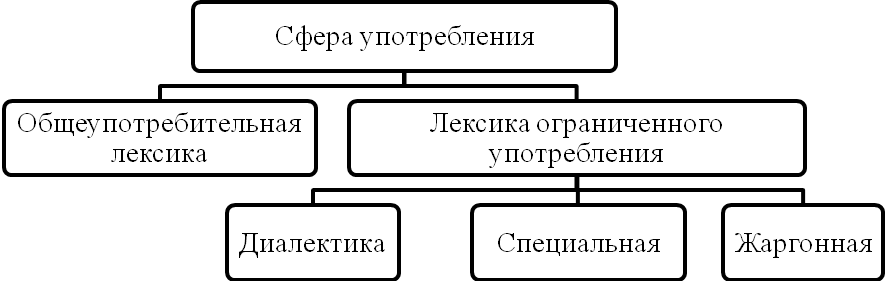 Сфера употребления
Общеупотребительная
лексика
Лексика ограниченного
употребления
Диалектика
Специальная
Жаргонная